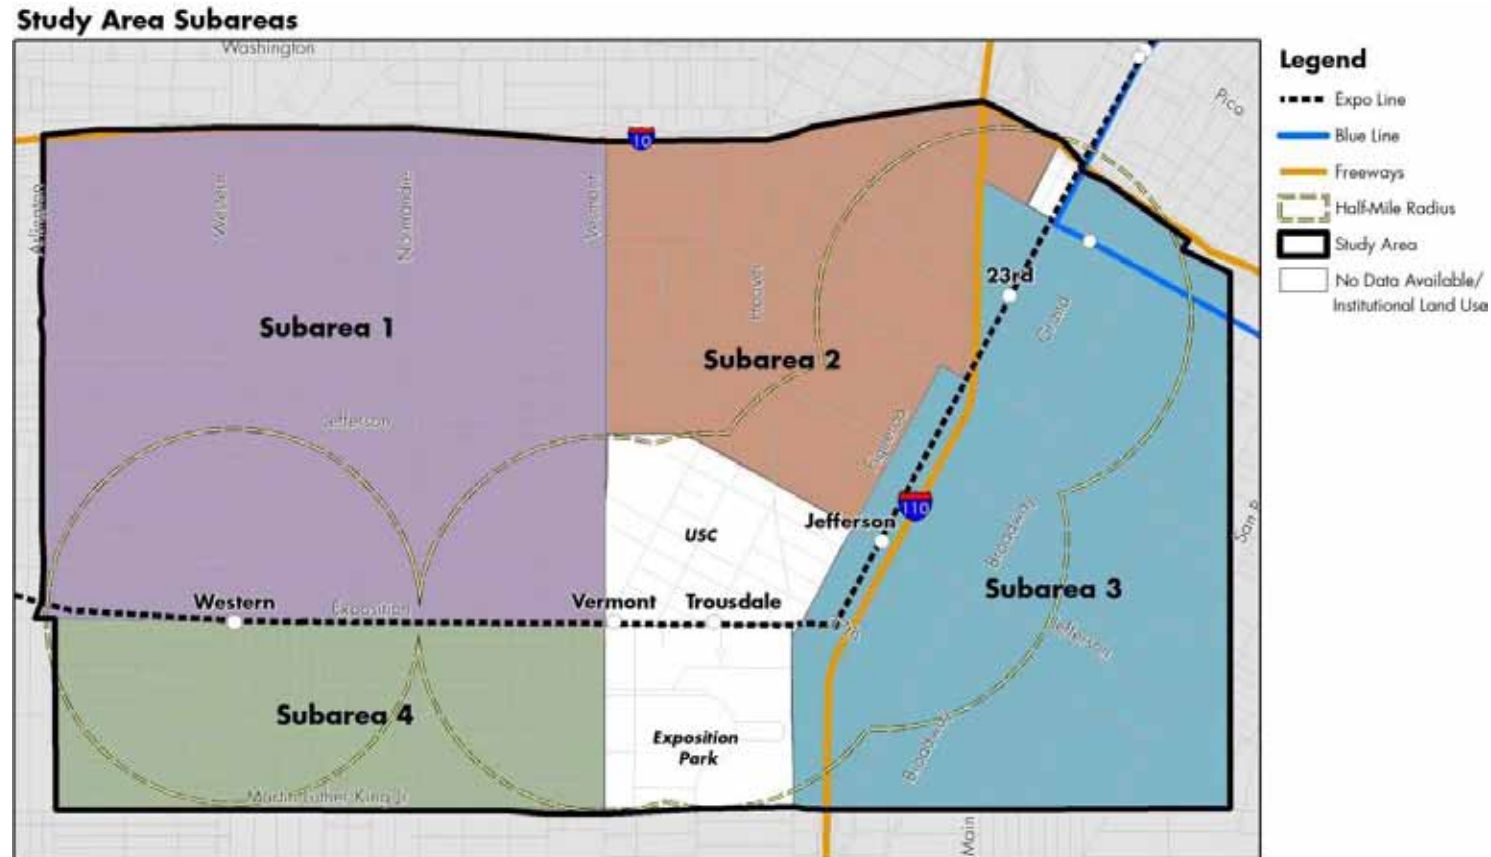 Study Area Subareas
Washington
Legend
Expo Line
Blue Line
Freeways
Half-Mile Radius
Study Area
No Data Available/
Institutional Land Use
Pico
10
Arlington
Western
Normandie
Vermont
Hoover
23rd
Grand
Subarea 1
Subarea 2
Jefferson
Figueroa
110
Jefferson
USC
Broadway
San P
Subarea 3
Western
Exposition
Vermont
Trousdale
Jefferson
Subarea 4
Exposition
Park
Broadway
Martin Luther King Jr
Main